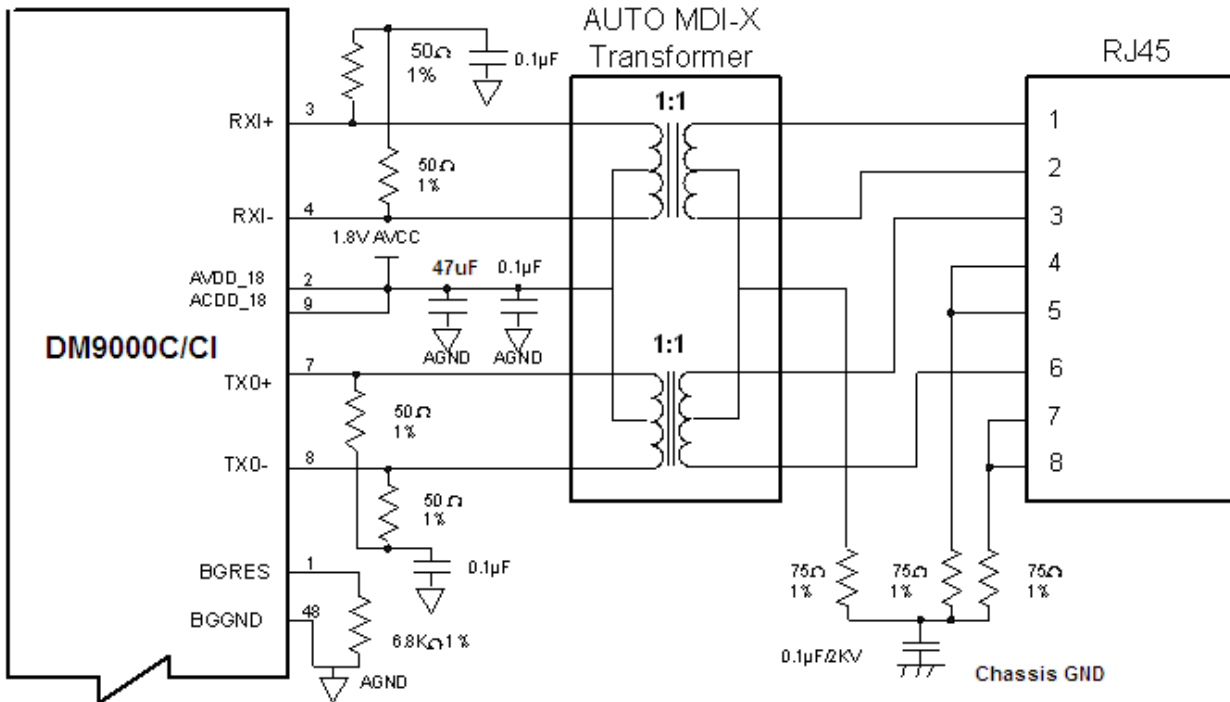 AUTO MDI-X
Transformer
RJ45
50Ω
1%
0.1µF
1:1
RXI+
3
1
50Ω
1%
2
RXI-
4
3
1.8V AVCC
4
AVDD_18
2
47uF
0.1µF
ACDD_18
9
5
DM9000C/CI
AGND
AGND
1:1
TX0+
7
6
50Ω
1%
7
TX0-
8
8
50Ω
1%
BGRES
1
0.1µF
75Ω
1%
75Ω
1%
75Ω
1%
BGGND
48
6.8KΩ1%
0.1µF/2KV
AGND
Chassis GND